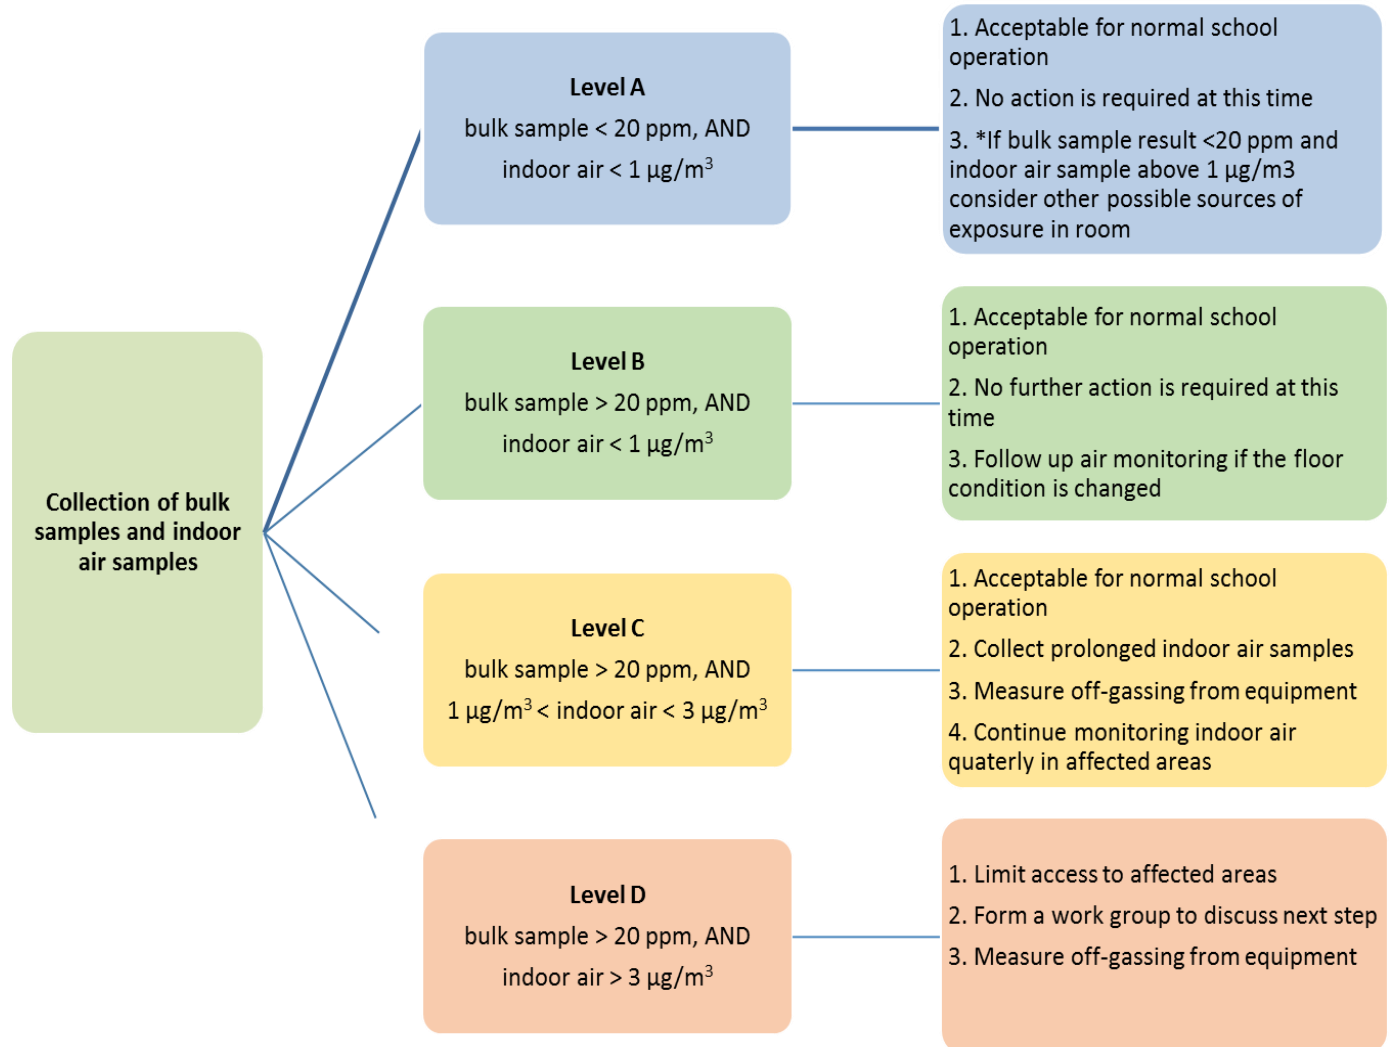 Collection of bulk
samples and indoor
air samples
Level A
bulk sample < 20 ppm, AND
indoor air < 1 µg/m³
1. Acceptable for normal school
operation
2. No action is required at this time
3. *If bulk sample result <20 ppm and
indoor air sample above 1 µg/m3
consider other possible sources of
exposure in room
Level B
bulk sample > 20 ppm, AND
indoor air < 1 µg/m³
1. Acceptable for normal school
operation
2. No further action is required at this
time
3. Follow up air monitoring if the floor
condition is changed
Level C
bulk sample > 20 ppm, AND
1 µg/m³ < indoor air < 3 µg/m³
1. Acceptable for normal school
operation
2. Collect prolonged indoor air samples
3. Measure off-gassing from equipment
4. Continue monitoring indoor air
quaterly in affected areas
Level D
bulk sample > 20 ppm, AND
indoor air > 3 µg/m³
1. Limit access to affected areas
2. Form a work group to discuss next step
3. Measure off-gassing from equipment